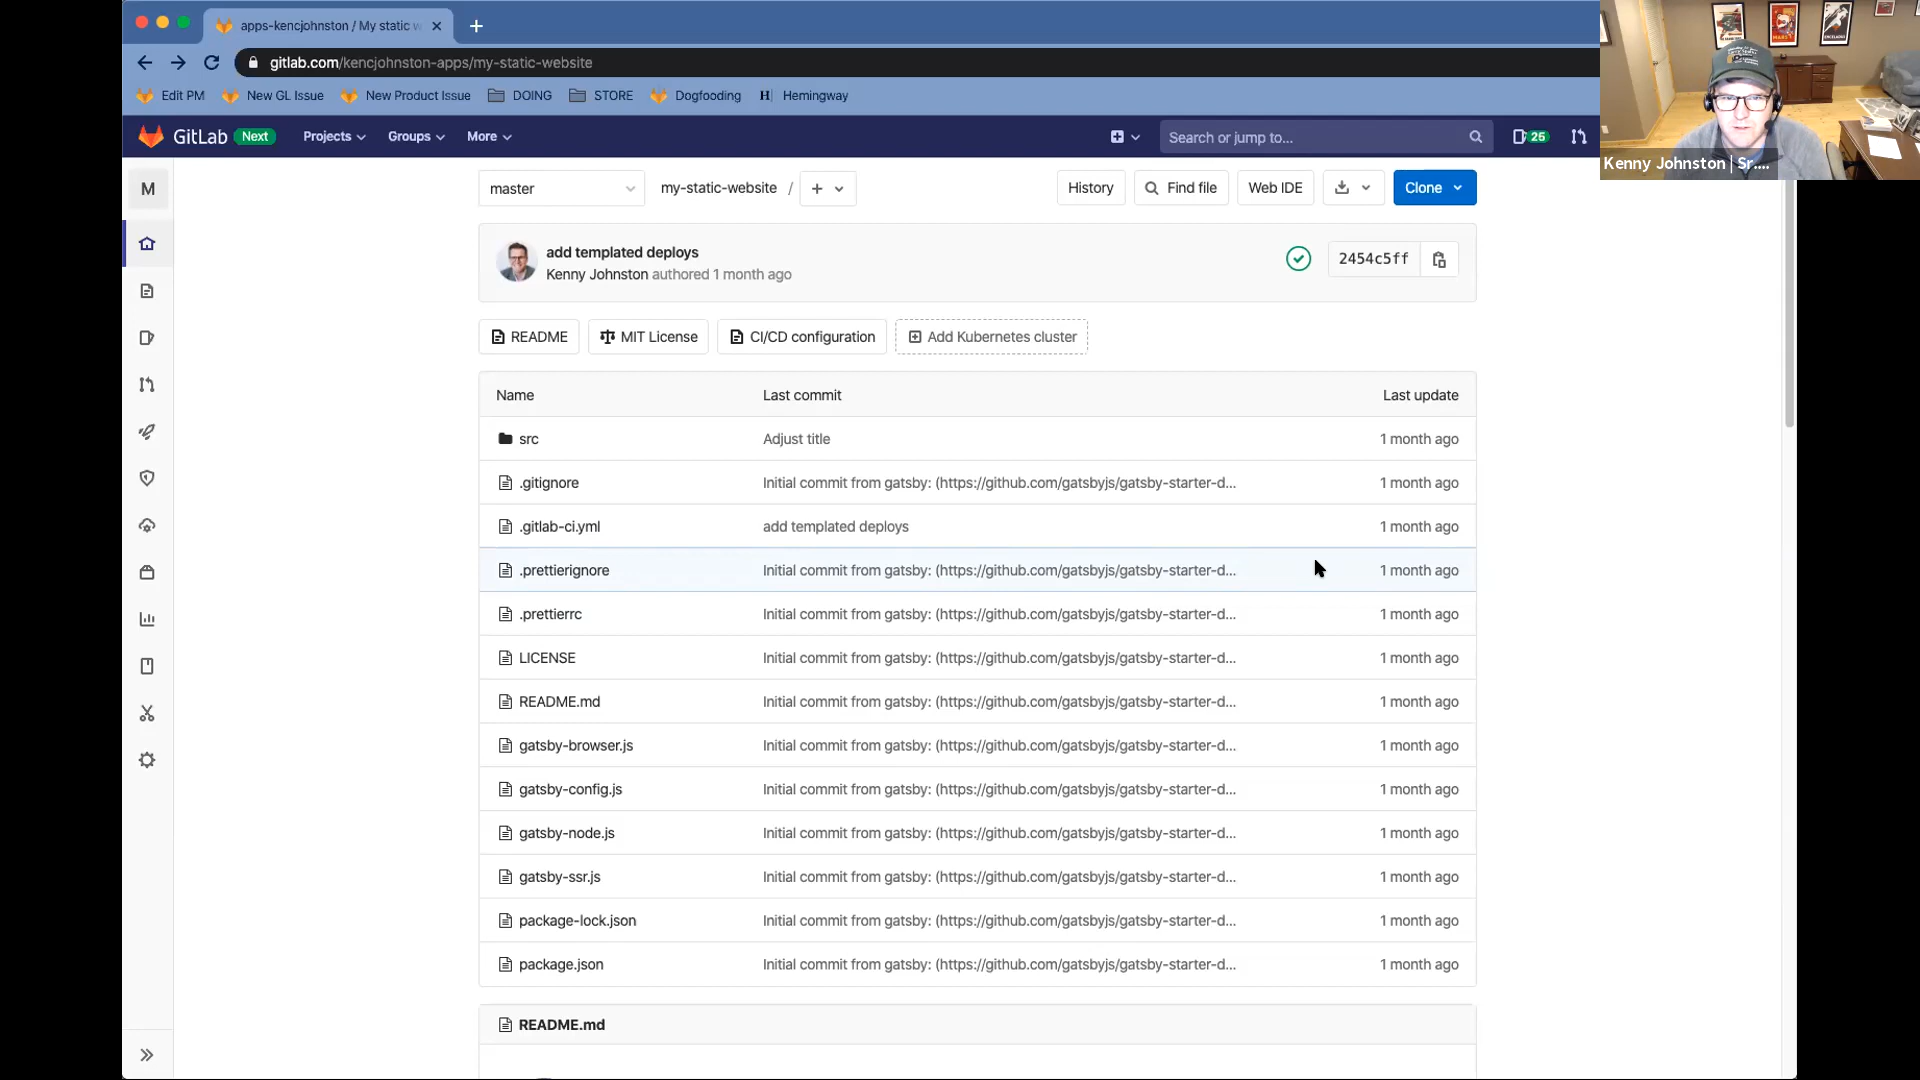 apps-kencjohnston / My static w
gitlab.com/kencjohnston-apps/my-static-website
Edit PM
New GL Issue
New Product Issue
DOING
STORE
Dogfooding
H Hemingway
GitLab Next
Projects
Groups
More
Search or jump to...
25
Kenny Johnston | Sr....
M
master
my-static-website /
History
Find file
Web IDE
Clone
add templated deploys
Kenny Johnston authored 1 month ago
2454c5ff
README
MIT License
CI/CD configuration
Add Kubernetes cluster
Name Last commit Last update
src Adjust title 1 month ago
.gitignore Initial commit from gatsby: (https://github.com/gatsbyjs/gatsby-starter-d... 1 month ago
.gitlab-ci.yml add templated deploys 1 month ago
.prettierignore Initial commit from gatsby: (https://github.com/gatsbyjs/gatsby-starter-d... 1 month ago
.prettierrc Initial commit from gatsby: (https://github.com/gatsbyjs/gatsby-starter-d... 1 month ago
LICENSE Initial commit from gatsby: (https://github.com/gatsbyjs/gatsby-starter-d... 1 month ago
README.md Initial commit from gatsby: (https://github.com/gatsbyjs/gatsby-starter-d... 1 month ago
gatsby-browser.js Initial commit from gatsby: (https://github.com/gatsbyjs/gatsby-starter-d... 1 month ago
gatsby-config.js Initial commit from gatsby: (https://github.com/gatsbyjs/gatsby-starter-d... 1 month ago
gatsby-node.js Initial commit from gatsby: (https://github.com/gatsbyjs/gatsby-starter-d... 1 month ago
gatsby-ssr.js Initial commit from gatsby: (https://github.com/gatsbyjs/gatsby-starter-d... 1 month ago
package-lock.json Initial commit from gatsby: (https://github.com/gatsbyjs/gatsby-starter-d... 1 month ago
package.json Initial commit from gatsby: (https://github.com/gatsbyjs/gatsby-starter-d... 1 month ago
README.md